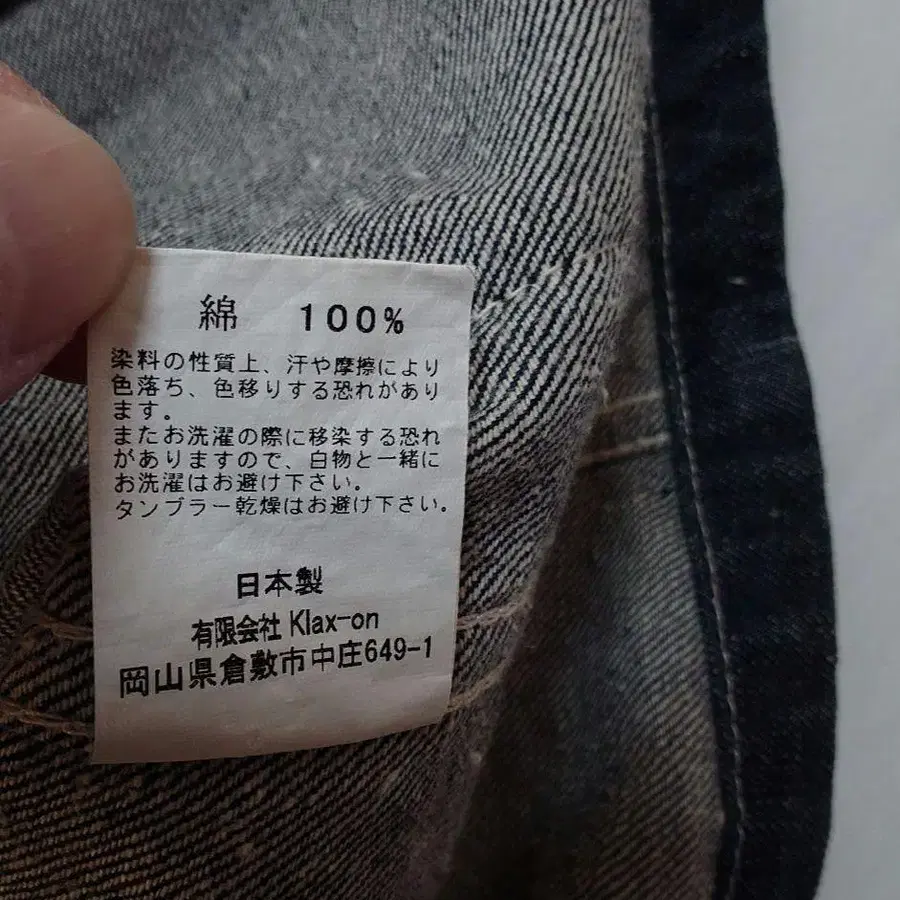 綿 100%
染料の性質上、汗や摩擦により
色落ち、色移りする恐れがあり
ます。
またお洗濯の際に移染する恐れ
がありますので、白物と一緒に
お洗濯はお避け下さい。
タンブラー乾燥はお避け下さい。
日本製
有限会社 Klax-on
岡山県倉敷市中庄649-1